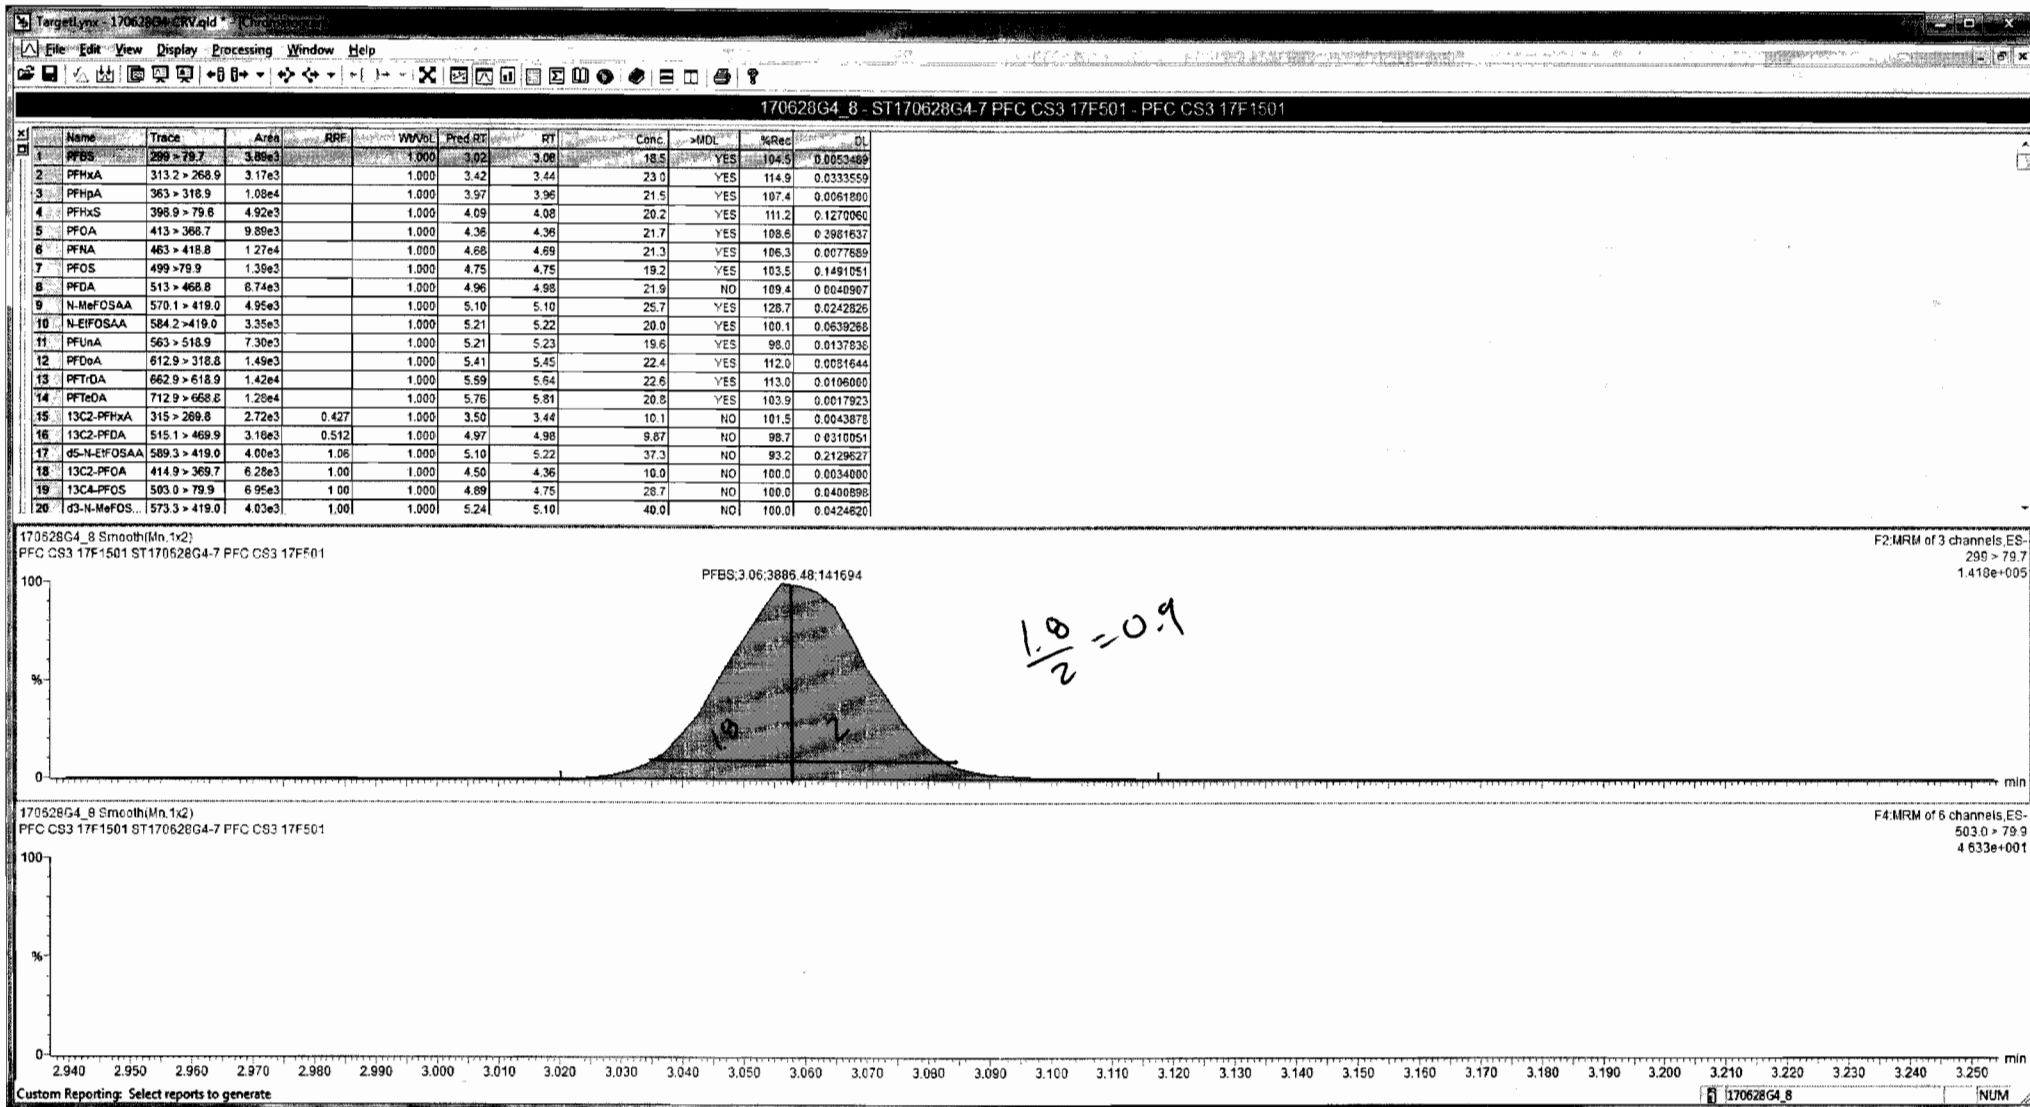 TargetLynx - 170628G4-CRV.qld *
File Edit View Display Processing Window Help
170628G4_8 - ST170628G4-7 PFC CS3 17F501 - PFC CS3 17F1501
Name Trace Area RRF Wt/Vol Pred.RT RT Conc. >MDL %Rec DL
1 PFBS 299 > 79.7 3.89e3 1.000 3.02 3.06 18.5 YES 104.5 0.0053489
2 PFHxA 313.2 > 268.9 3.17e3 1.000 3.42 3.44 23.0 YES 114.9 0.0333559
3 PFHpA 363 > 318.9 1.08e4 1.000 3.97 3.96 21.5 YES 107.4 0.0061800
4 PFHxS 398.9 > 79.6 4.92e3 1.000 4.09 4.08 20.2 YES 111.2 0.1270060
5 PFOA 413 > 368.7 9.89e3 1.000 4.36 4.36 21.7 YES 108.6 0.3981637
6 PFNA 463 > 418.8 1.27e4 1.000 4.68 4.69 21.3 YES 106.3 0.0077689
7 PFOS 499 >79.9 1.39e3 1.000 4.75 4.75 19.2 YES 103.5 0.1491051
8 PFDA 513 > 468.8 8.74e3 1.000 4.96 4.98 21.9 NO 109.4 0.0040907
9 N-MeFOSAA 570.1 > 419.0 4.95e3 1.000 5.10 5.10 25.7 YES 128.7 0.0242826
10 N-EtFOSAA 584.2 >419.0 3.35e3 1.000 5.21 5.22 20.0 YES 100.1 0.0639268
11 PFUnA 563 > 518.9 7.30e3 1.000 5.21 5.23 19.6 YES 98.0 0.0137836
12 PFDoA 612.9 > 318.8 1.49e3 1.000 5.41 5.45 22.4 YES 112.0 0.0081644
13 PFTrDA 662.9 > 618.9 1.42e4 1.000 5.59 5.64 22.6 YES 113.0 0.0106000
14 PFTeDA 712.9 > 668.8 1.28e4 1.000 5.76 5.81 20.8 YES 103.9 0.0017923
15 13C2-PFHxA 315 > 269.8 2.72e3 0.427 1.000 3.50 3.44 10.1 NO 101.5 0.0043878
16 13C2-PFDA 515.1 > 469.9 3.16e3 0.512 1.000 4.97 4.98 9.87 NO 98.7 0.0310051
17 d5-N-EtFOSAA 589.3 > 419.0 4.00e3 1.06 1.000 5.10 5.22 37.3 NO 93.2 0.2129627
18 13C2-PFOA 414.9 > 369.7 6.28e3 1.00 1.000 4.50 4.36 10.0 NO 100.0 0.0034000
19 13C4-PFOS 503.0 > 79.9 6.95e3 1.00 1.000 4.89 4.75 28.7 NO 100.0 0.0400898
20 d3-N-MeFOS... 573.3 > 419.0 4.03e3 1.00 1.000 5.24 5.10 40.0 NO 100.0 0.0424620
170628G4_8 Smooth(Mn,1x2)
PFC CS3 17F1501 ST170628G4-7 PFC CS3 17F501
F2:MRM of 3 channels,ES-
299 > 79.7
1.418e+005
PFBS;3.06;3886.48;141694
100
%
0
min
1.8 2
1.8/2 = 0.9
170628G4_8 Smooth(Mn,1x2)
PFC CS3 17F1501 ST170628G4-7 PFC CS3 17F501
F4:MRM of 6 channels,ES-
503.0 > 79.9
4.633e+001
100
%
0
min
2.940 2.950 2.960 2.970 2.980 2.990 3.000 3.010 3.020 3.030 3.040 3.050 3.060 3.070 3.080 3.090 3.100 3.110 3.120 3.130 3.140 3.150 3.160 3.170 3.180 3.190 3.200 3.210 3.220 3.230 3.240 3.250
Custom Reporting: Select reports to generate
170628G4_8 NUM